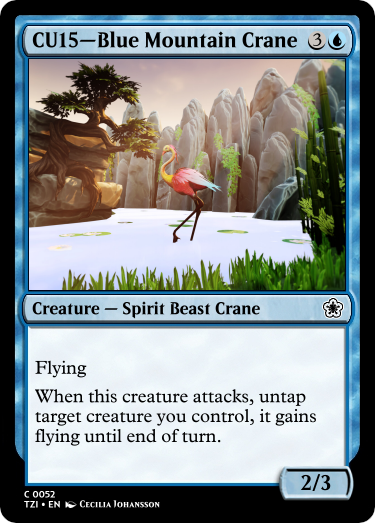 CU15—Blue Mountain Crane 3
Creature — Spirit Beast Crane
Flying
When this creature attacks, untap
target creature you control, it gains
flying until end of turn.
2/3
C 0052
TZI • EN Cecilia Johansson